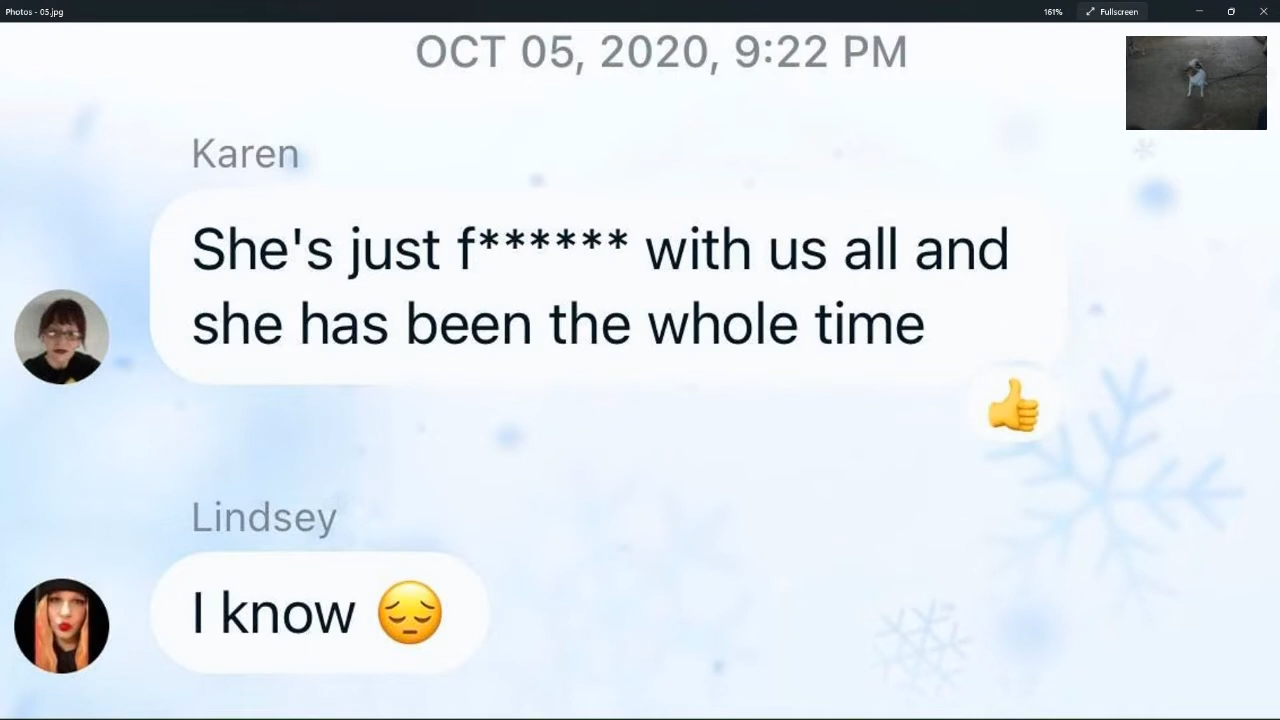 Photos - 05.jpg
161%
Fullscreen
OCT 05, 2020, 9:22 PM
Karen
She's just f****** with us all and
she has been the whole time
👍
Lindsey
I know 😔